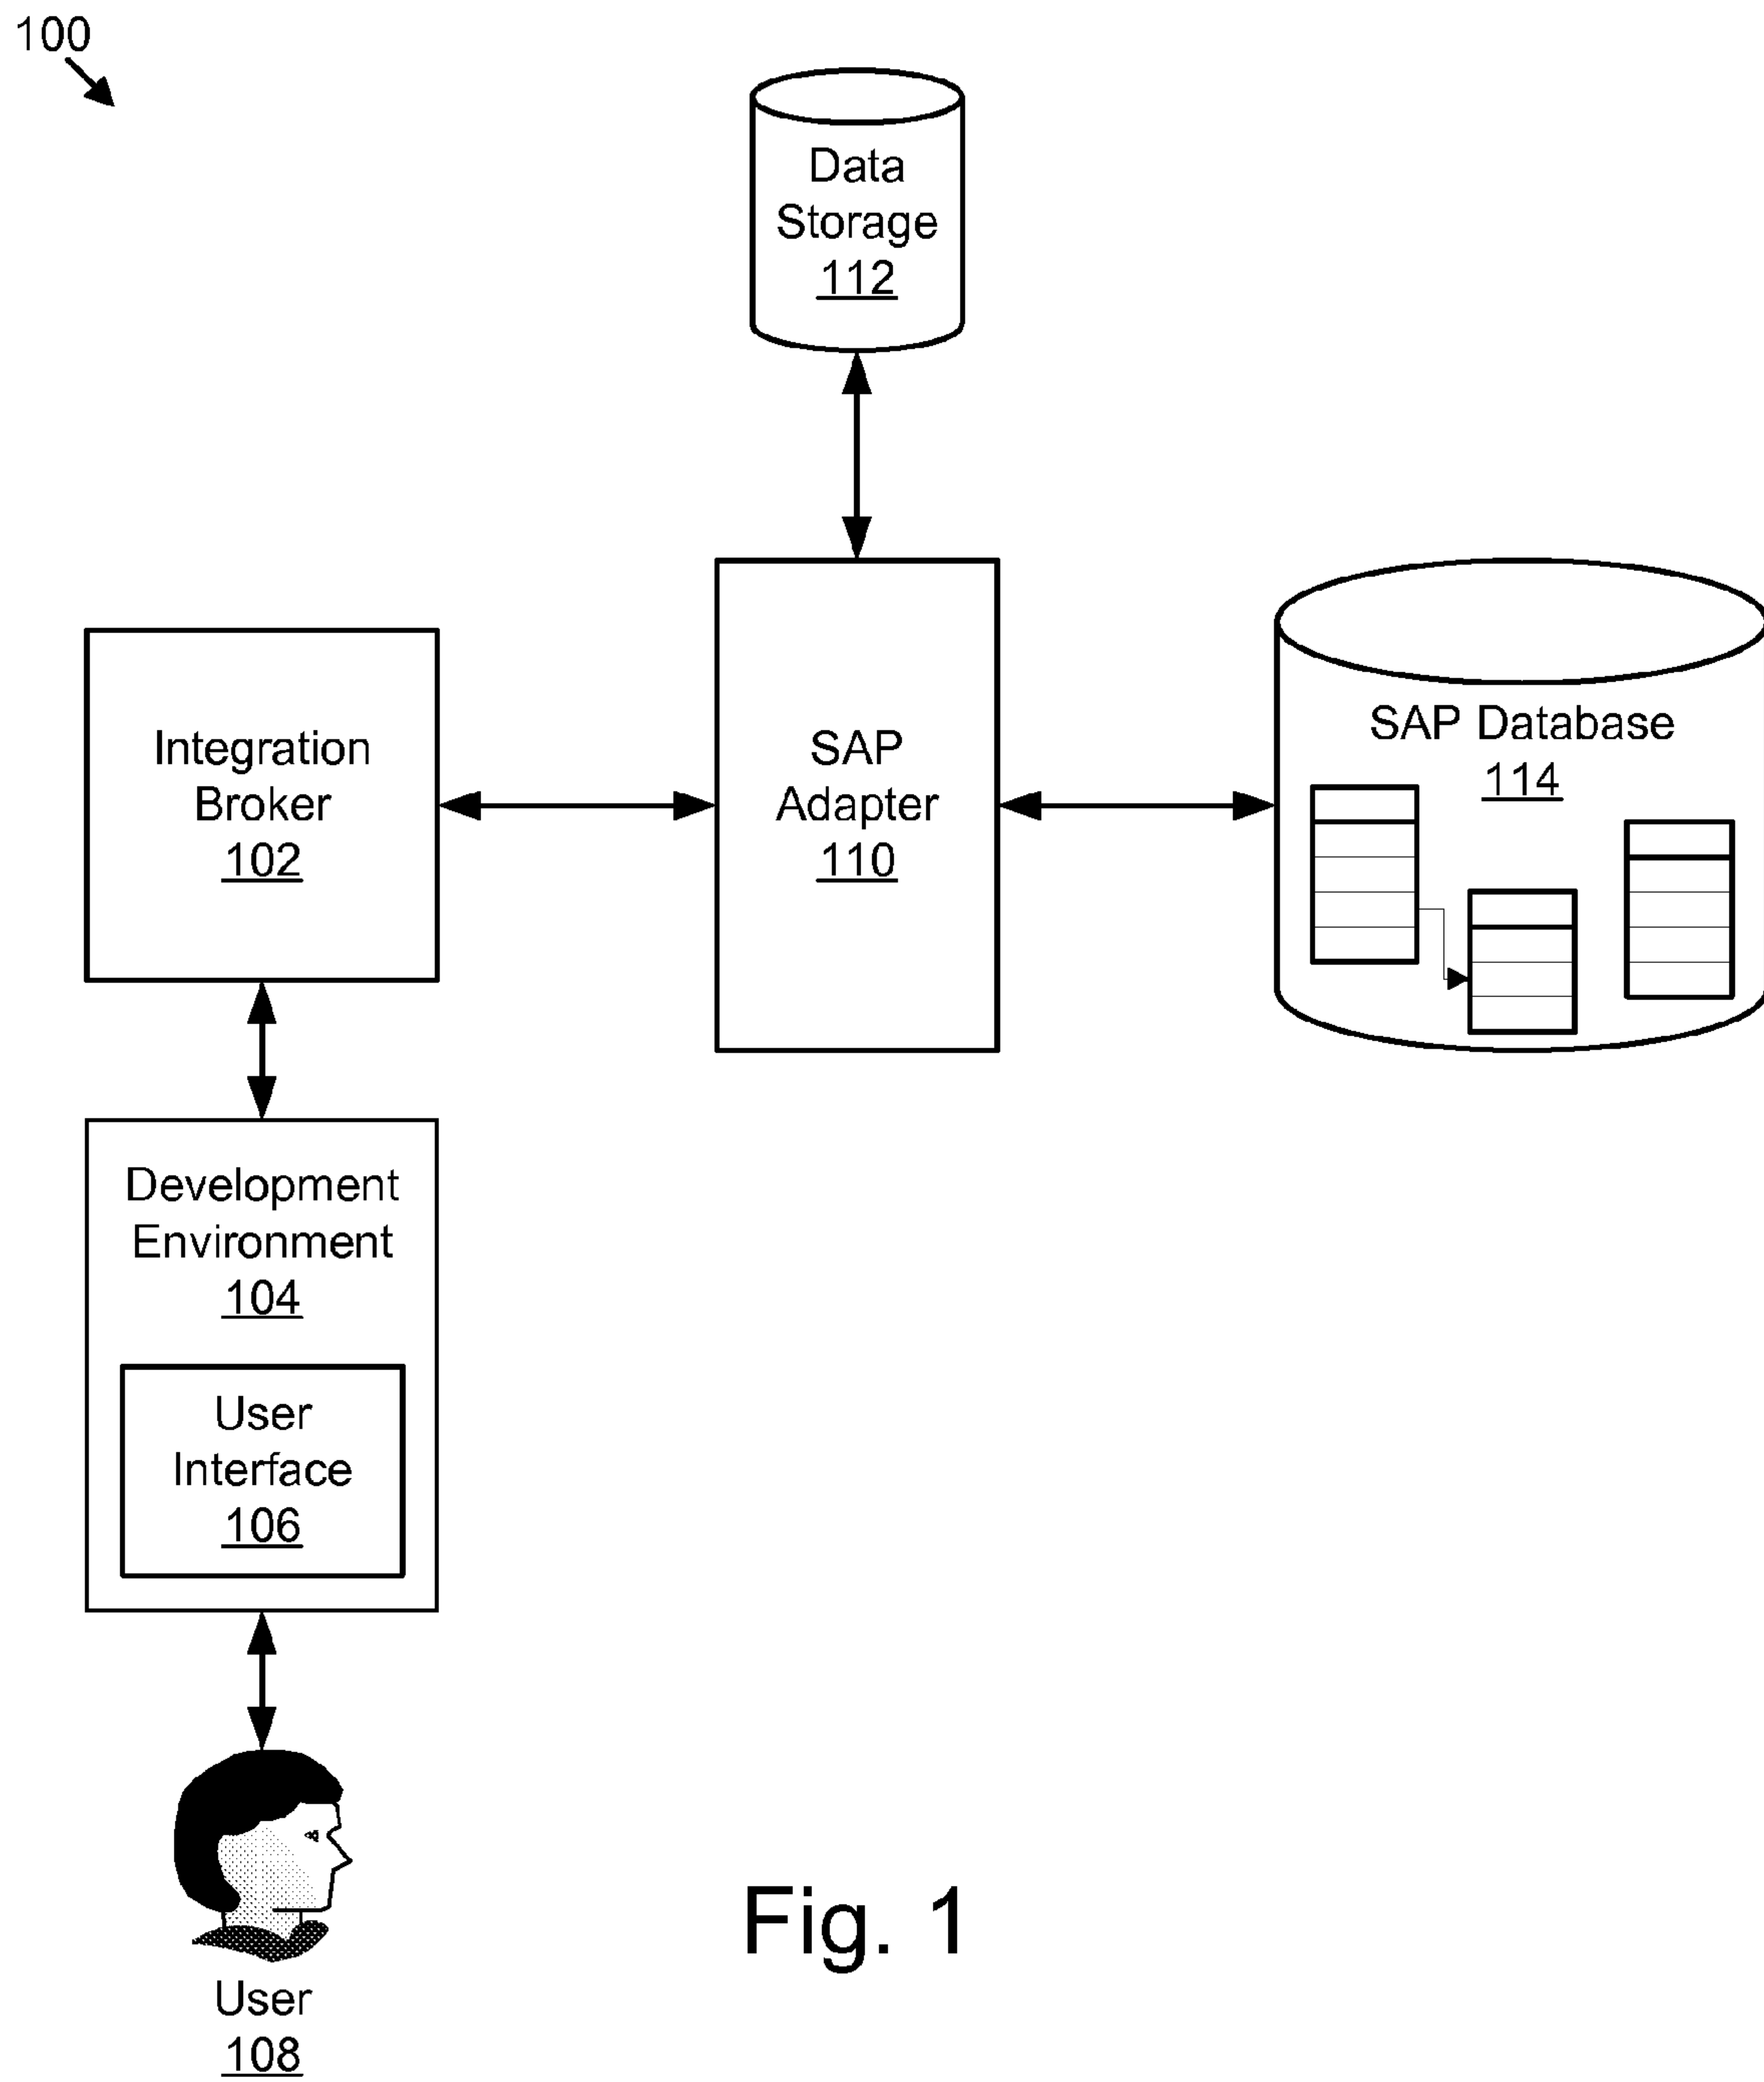 100
Data
Storage
112
Integration
Broker
102
SAP
Adapter
110
SAP Database
114
Development
Environment
104
User
Interface
106
User
108
Fig. 1